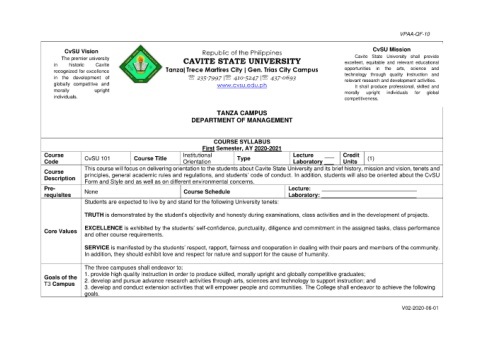 VPAA-QF-10
CvSU Vision
The premier university
in historic Cavite
recognized for excellence
in the development of
globally competitive and
morally upright
individuals.
Republic of the Philippines
CAVITE STATE UNIVERSITY
Tanza|Trece Martires City | Gen. Trias City Campus
☏ 235-7997 ☏ 410-5247 ☏ 437-0693
www.cvsu.edu.ph
CvSU Mission
Cavite State University shall provide
excellent, equitable and relevant educational
opportunities in the arts, science and
technology through quality instruction and
relevant research and development activities.
It shall produce professional, skilled and
morally upright individuals for global
competitiveness.
TANZA CAMPUS
DEPARTMENT OF MANAGEMENT
COURSE SYLLABUS
First Semester, AY 2020-2021
Course Code
CvSU 101
Course Title
Institutional Orientation
Type
Lecture ___
Laboratory ___
Credit Units
(1)
Course Description
This course will focus on delivering orientation to the students about Cavite State University and its brief history, mission and vision, tenets and
principles, general academic rules and regulations, and students' code of conduct. In addition, students will also be oriented about the CvSU
Form and Style and as well as on different environmental concerns.
Pre-requisites
None
Course Schedule
Lecture:
Laboratory:
Core Values
Students are expected to live by and stand for the following University tenets:
TRUTH is demonstrated by the student's objectivity and honesty during examinations, class activities and in the development of projects.
EXCELLENCE is exhibited by the students' self-confidence, punctuality, diligence and commitment in the assigned tasks, class performance
and other course requirements.
SERVICE is manifested by the students' respect, rapport, fairness and cooperation in dealing with their peers and members of the community.
In addition, they should exhibit love and respect for nature and support for the cause of humanity.
Goals of the
T3 Campus
The three campuses shall endeavor to:
1. provide high quality instruction in order to produce skilled, morally upright and globally competitive graduates;
2. develop and pursue advance research activities through arts, sciences and technology to support instruction; and
3. develop and conduct extension activities that will empower people and communities. The College shall endeavor to achieve the following
goals.
V02-2020-06-01